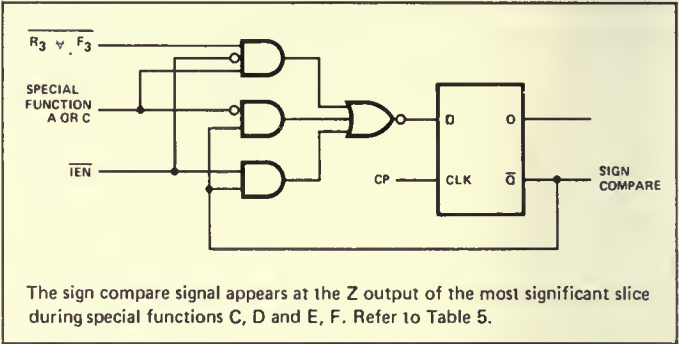 R3 ∀ F3
SPECIAL
FUNCTION
A OR C
IEN
D
O
CP
CLK
Q
SIGN
COMPARE
The sign compare signal appears at the Z output of the most significant slice
during special functions C, D and E, F. Refer to Table 5.